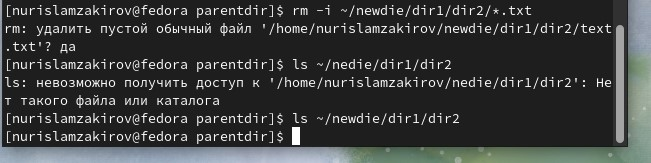 [nurislamzakirov@fedora parentdir]$ rm -i ~/newdie/dir1/dir2/*.txt
rm: удалить пустой обычный файл '/home/nurislamzakirov/newdie/dir1/dir2/text
.txt'? да
[nurislamzakirov@fedora parentdir]$ ls ~/nedie/dir1/dir2
ls: невозможно получить доступ к '/home/nurislamzakirov/nedie/dir1/dir2': Не
т такого файла или каталога
[nurislamzakirov@fedora parentdir]$ ls ~/newdie/dir1/dir2
[nurislamzakirov@fedora parentdir]$